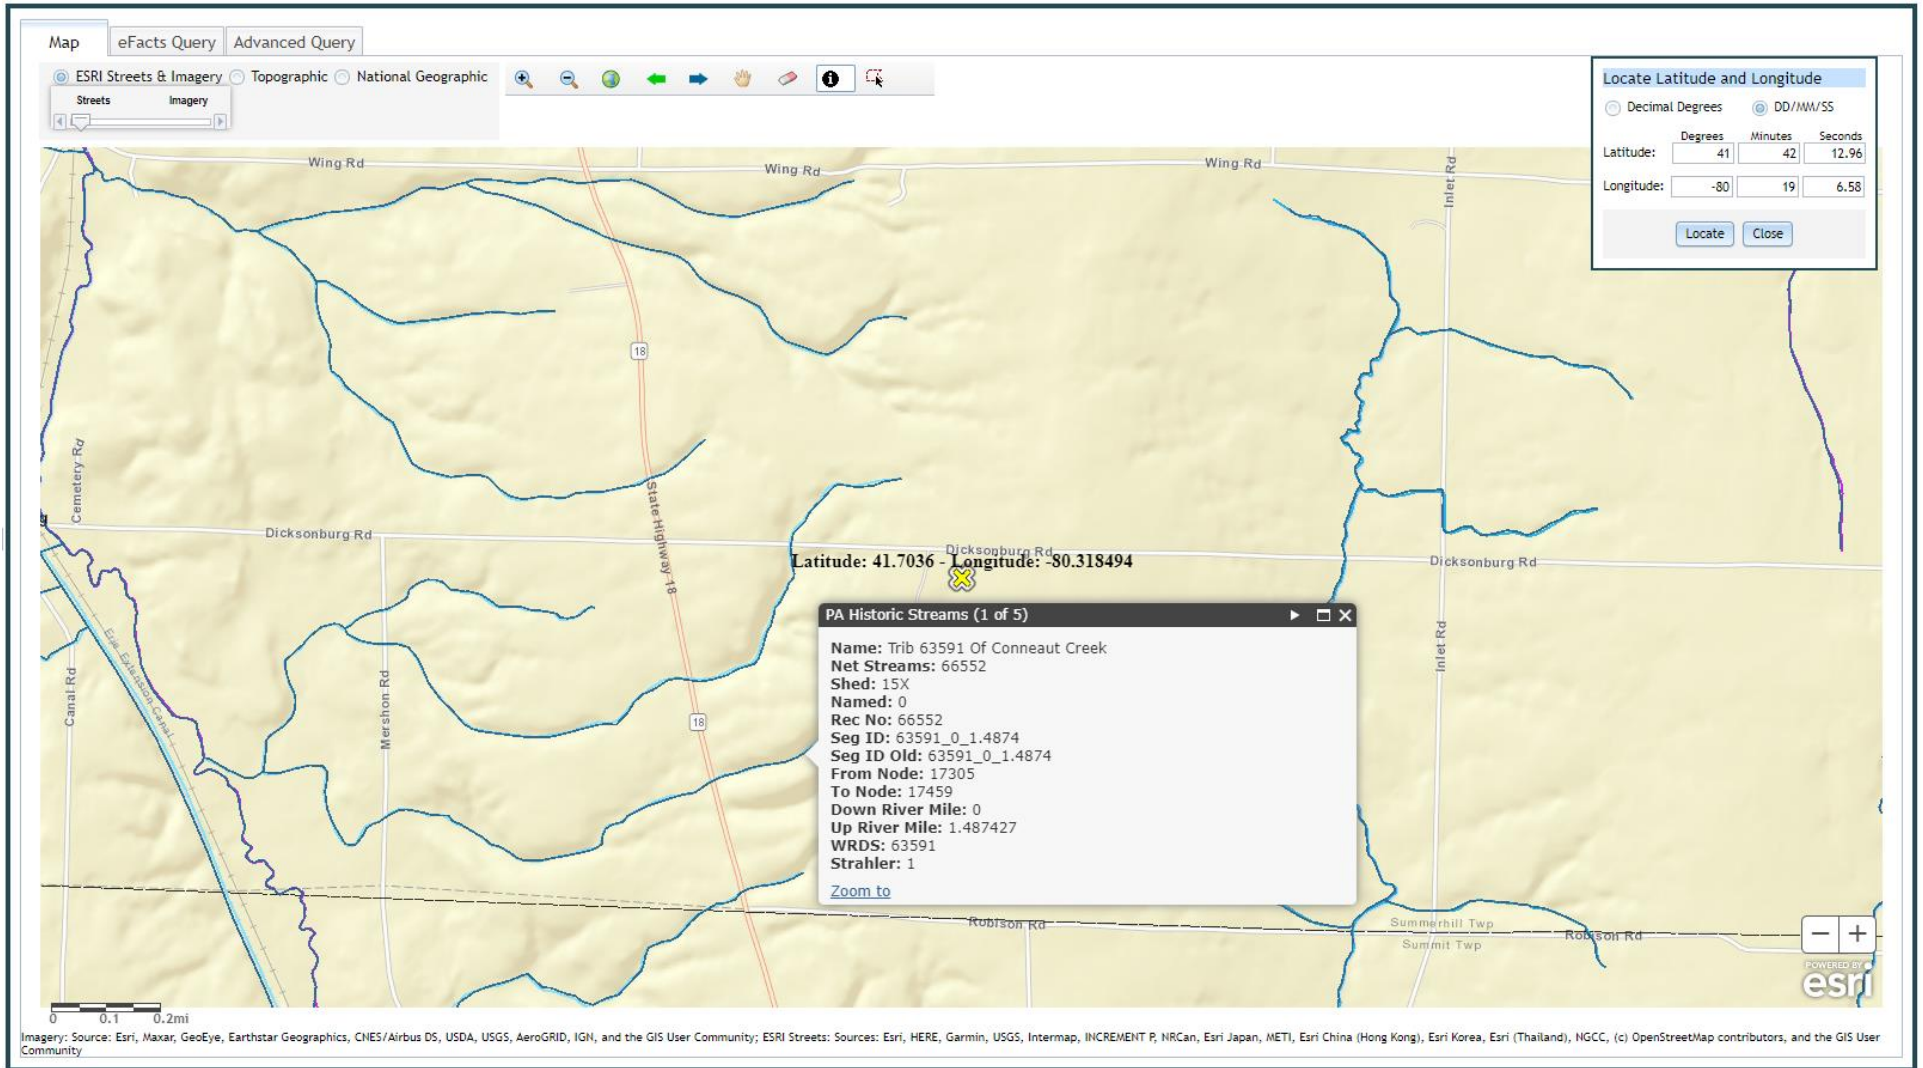 Map
eFacts Query
Advanced Query
ESRI Streets & Imagery
Topographic
National Geographic
Streets
Imagery
Locate Latitude and Longitude
Decimal Degrees
DD/MM/SS
Degrees Minutes Seconds
Latitude: 41 42 12.96
Longitude: -80 19 6.58
Locate
Close
Wing Rd
Wing Rd
Wing Rd
Inlet Rd
18
Cemetery Rd
State Highway 18
Dicksonburg Rd
Dicksonburg Rd
Dicksonburg Rd
Latitude: 41.7036 - Longitude: -80.318494
PA Historic Streams (1 of 5)
Name: Trib 63591 Of Conneaut Creek
Net Streams: 66552
Shed: 15X
Named: 0
Rec No: 66552
Seg ID: 63591_0_1.4874
Seg ID Old: 63591_0_1.4874
From Node: 17305
To Node: 17459
Down River Mile: 0
Up River Mile: 1.487427
WRDS: 63591
Strahler: 1
Zoom to
Erie Extension Canal
Canal Rd
Mershon Rd
18
Inlet Rd
Robison Rd
Summerhill Twp
Summit Twp
Robison Rd
POWERED BY
esri
0 0.1 0.2mi
Imagery: Source: Esri, Maxar, GeoEye, Earthstar Geographics, CNES/Airbus DS, USDA, USGS, AeroGRID, IGN, and the GIS User Community; ESRI Streets: Sources: Esri, HERE, Garmin, USGS, Intermap, INCREMENT P, NRCan, Esri Japan, METI, Esri China (Hong Kong), Esri Korea, Esri (Thailand), NGCC, (c) OpenStreetMap contributors, and the GIS User
Community